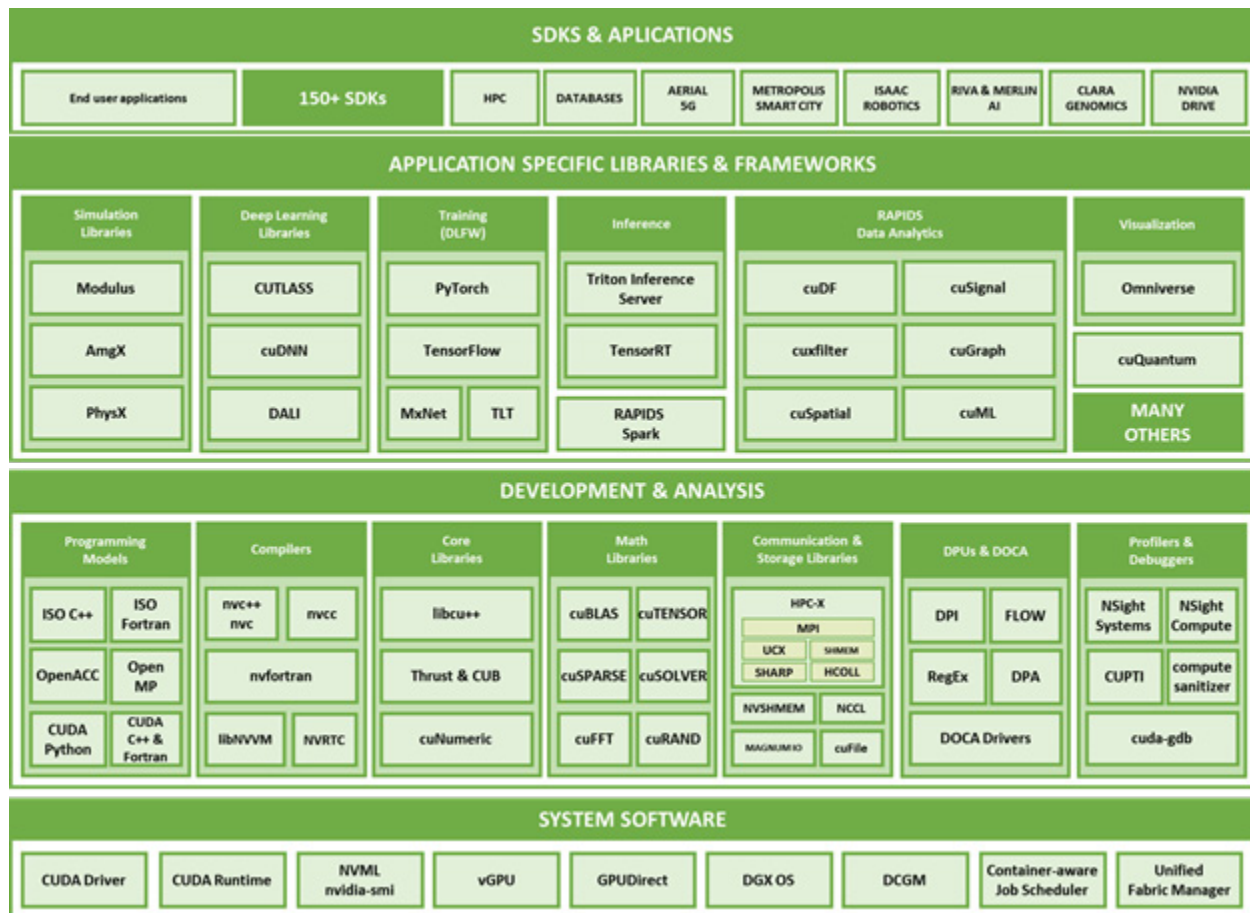 SDKS & APLICATIONS
End user applications
150+ SDKs
HPC
DATABASES
AERIAL
5G
METROPOLIS
SMART CITY
ISAAC
ROBOTICS
RIVA & MERLIN
AI
CLARA
GENOMICS
NVIDIA
DRIVE
APPLICATION SPECIFIC LIBRARIES & FRAMEWORKS
Simulation
Libraries
Modulus
AmgX
PhysX
Deep Learning
Libraries
CUTLASS
cuDNN
DALI
Training
(DLFW)
PyTorch
TensorFlow
MxNet
TLT
Inference
Triton Inference
Server
TensorRT
RAPIDS
Spark
RAPIDS
Data Analytics
cuDF
cuSignal
cuxfilter
cuGraph
cuSpatial
cuML
Visualization
Omniverse
cuQuantum
MANY
OTHERS
DEVELOPMENT & ANALYSIS
Programming
Models
ISO C++
ISO
Fortran
OpenACC
Open
MP
CUDA
Python
CUDA
C++ &
Fortran
Compilers
nvc++
nvc
nvcc
nvfortran
libNVVM
NVRTC
Core
Libraries
libcu++
Thrust & CUB
cuNumeric
Math
Libraries
cuBLAS
cuTENSOR
cuSPARSE
cuSOLVER
cuFFT
cuRAND
Communication &
Storage Libraries
HPC-X
MPI
UCX
SHMEM
SHARP
HCOLL
NVSHMEM
NCCL
MAGNUM IO
cuFile
DPUs & DOCA
DPI
FLOW
RegEx
DPA
DOCA Drivers
Profilers &
Debuggers
NSight
Systems
NSight
Compute
CUPTI
compute
sanitizer
cuda-gdb
SYSTEM SOFTWARE
CUDA Driver
CUDA Runtime
NVML
nvidia-smi
vGPU
GPUDirect
DGX OS
DCGM
Container-aware
Job Scheduler
Unified
Fabric Manager